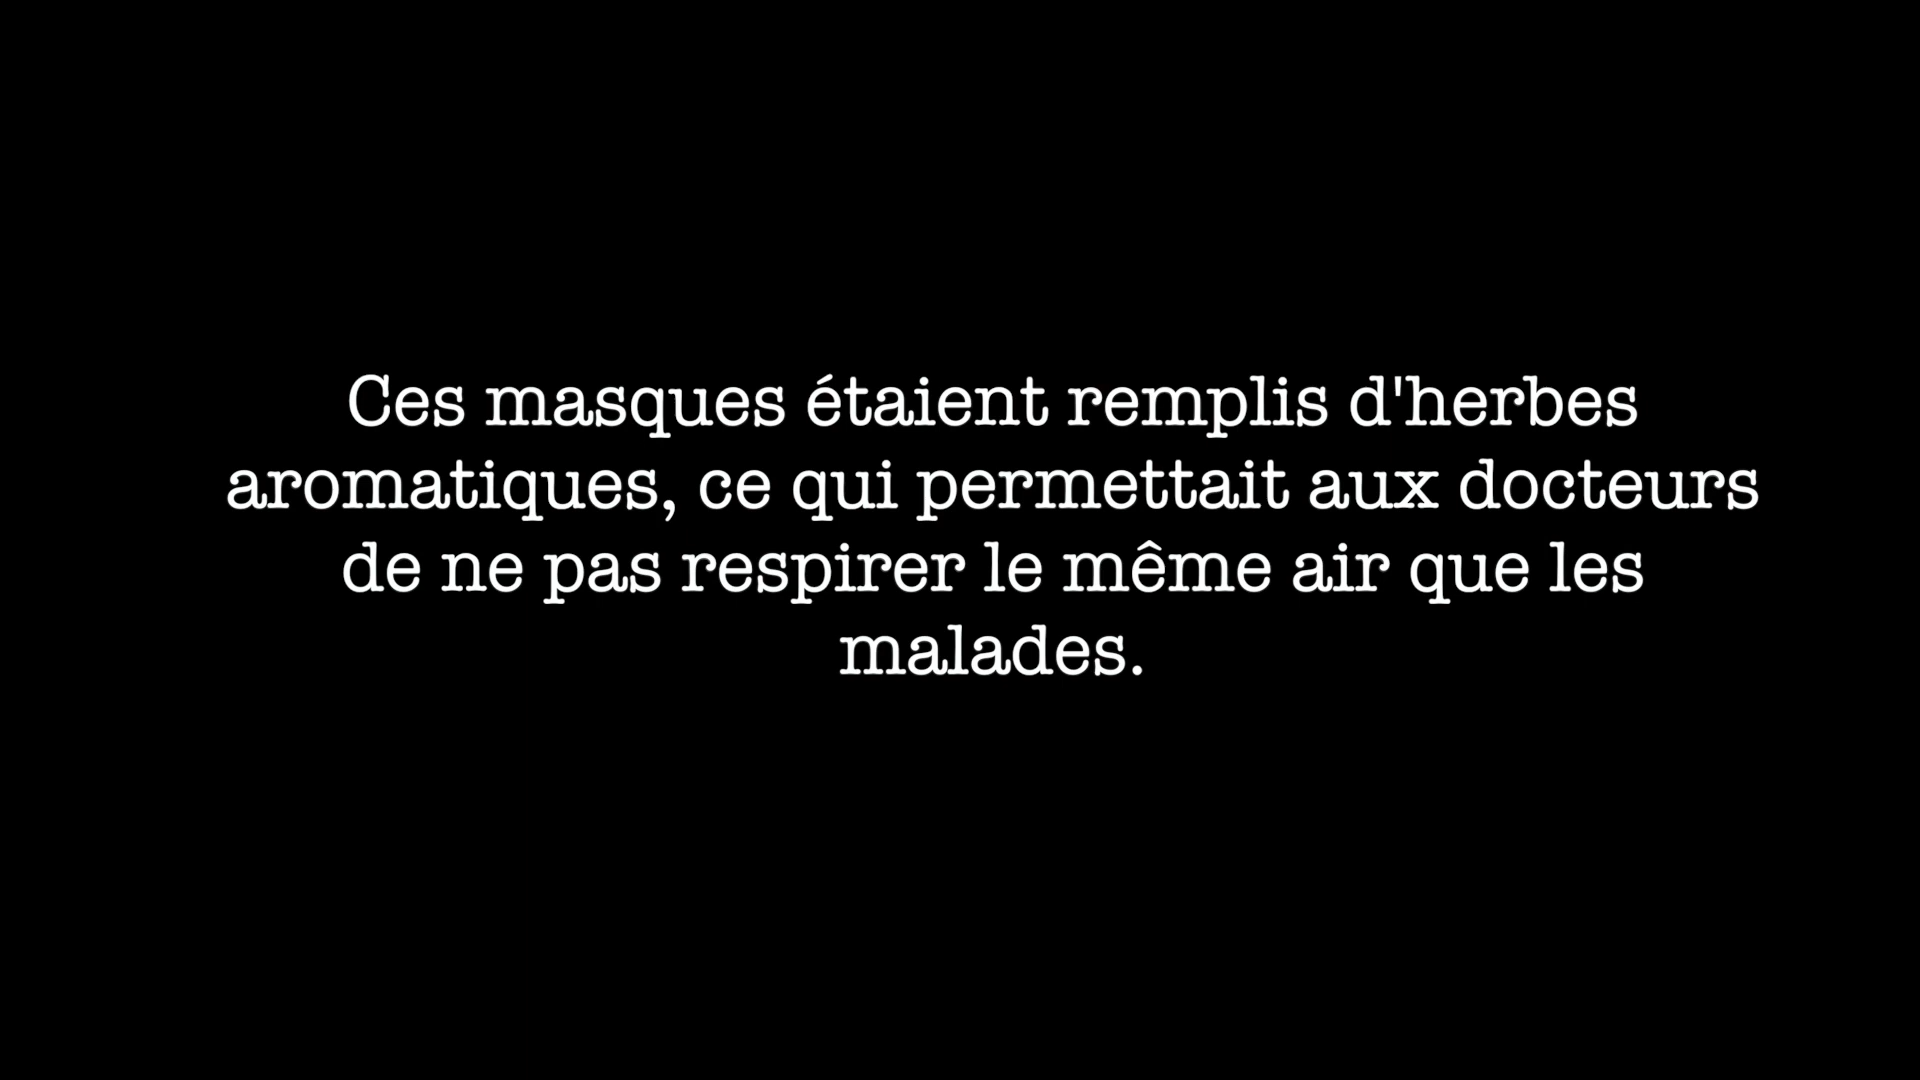 Ces masques étaient remplis d'herbes
aromatiques, ce qui permettait aux docteurs
de ne pas respirer le même air que les
malades.